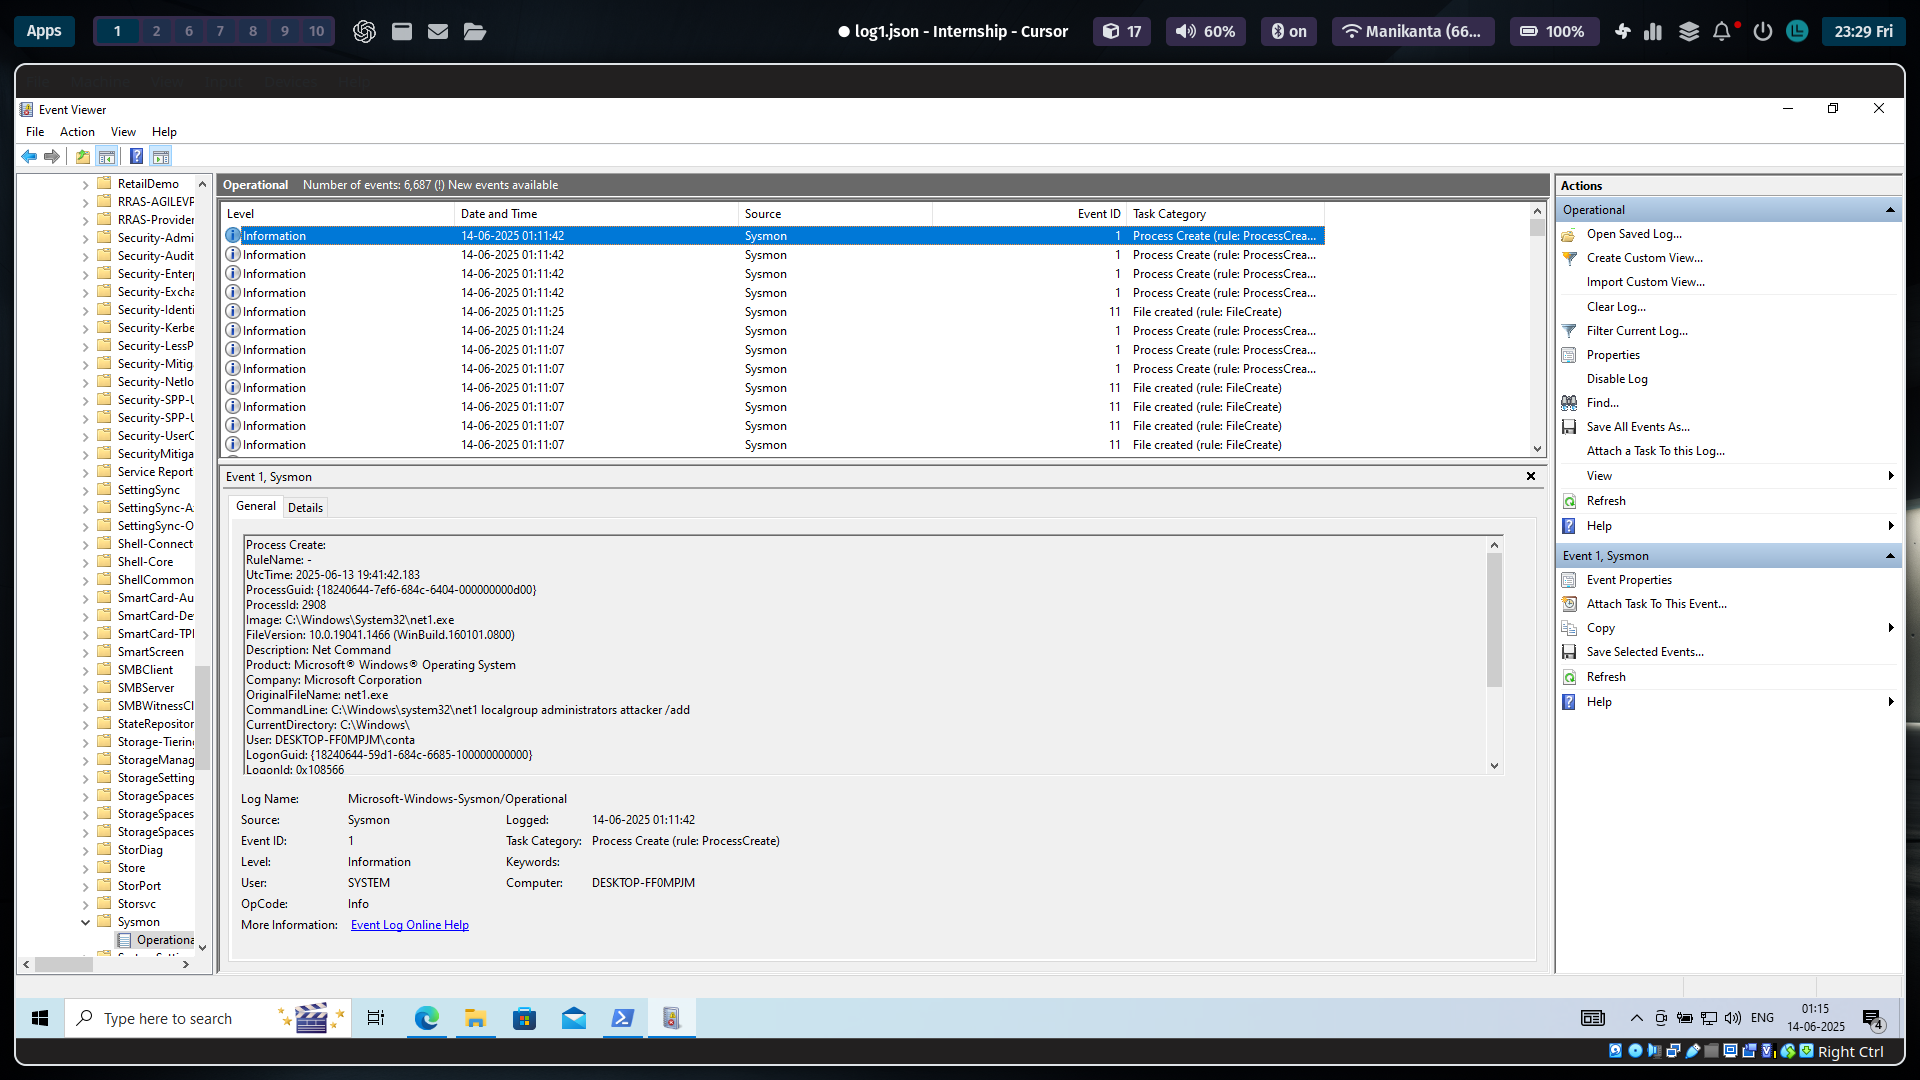 Apps
1 2 6 7 8 9 10
log1.json - Internship - Cursor
17
60%
on
Manikanta (66...
100%
23:29 Fri
Event Viewer
File Action View Help
RetailDemo
RRAS-AGILEVP
RRAS-Provider
Security-Admi
Security-Audit
Security-Enterp
Security-Excha
Security-Identi
Security-Kerbe
Security-LessP
Security-Mitig
Security-Netlo
Security-SPP-U
Security-SPP-U
Security-UserC
SecurityMitiga
Service Report
SettingSync
SettingSync-A
SettingSync-O
Shell-Connect
Shell-Core
ShellCommon
SmartCard-Au
SmartCard-De
SmartCard-TPI
SmartScreen
SMBClient
SMBServer
SMBWitnessCl
StateRepositor
Storage-Tiering
StorageManag
StorageSetting
StorageSpaces
StorageSpaces
StorageSpaces
StorDiag
Store
StorPort
Storsvc
Sysmon
Operationa
Operational Number of events: 6,687 (!) New events available
Level Date and Time Source Event ID Task Category
Information 14-06-2025 01:11:42 Sysmon 1 Process Create (rule: ProcessCrea...
Information 14-06-2025 01:11:42 Sysmon 1 Process Create (rule: ProcessCrea...
Information 14-06-2025 01:11:42 Sysmon 1 Process Create (rule: ProcessCrea...
Information 14-06-2025 01:11:42 Sysmon 1 Process Create (rule: ProcessCrea...
Information 14-06-2025 01:11:25 Sysmon 11 File created (rule: FileCreate)
Information 14-06-2025 01:11:24 Sysmon 1 Process Create (rule: ProcessCrea...
Information 14-06-2025 01:11:07 Sysmon 1 Process Create (rule: ProcessCrea...
Information 14-06-2025 01:11:07 Sysmon 1 Process Create (rule: ProcessCrea...
Information 14-06-2025 01:11:07 Sysmon 11 File created (rule: FileCreate)
Information 14-06-2025 01:11:07 Sysmon 11 File created (rule: FileCreate)
Information 14-06-2025 01:11:07 Sysmon 11 File created (rule: FileCreate)
Information 14-06-2025 01:11:07 Sysmon 11 File created (rule: FileCreate)
Event 1, Sysmon
General Details
Process Create:
RuleName: -
UtcTime: 2025-06-13 19:41:42.183
ProcessGuid: {18240644-7ef6-684c-6404-000000000d00}
ProcessId: 2908
Image: C:\Windows\System32\net1.exe
FileVersion: 10.0.19041.1466 (WinBuild.160101.0800)
Description: Net Command
Product: Microsoft® Windows® Operating System
Company: Microsoft Corporation
OriginalFileName: net1.exe
CommandLine: C:\Windows\system32\net1 localgroup administrators attacker /add
CurrentDirectory: C:\Windows\
User: DESKTOP-FF0MPJM\conta
LogonGuid: {18240644-59d1-684c-6685-100000000000}
LogonId: 0x108566
Log Name: Microsoft-Windows-Sysmon/Operational
Source: Sysmon Logged: 14-06-2025 01:11:42
Event ID: 1 Task Category: Process Create (rule: ProcessCreate)
Level: Information Keywords:
User: SYSTEM Computer: DESKTOP-FF0MPJM
OpCode: Info
More Information: Event Log Online Help
Actions
Operational
Open Saved Log...
Create Custom View...
Import Custom View...
Clear Log...
Filter Current Log...
Properties
Disable Log
Find...
Save All Events As...
Attach a Task To this Log...
View
Refresh
Help
Event 1, Sysmon
Event Properties
Attach Task To This Event...
Copy
Save Selected Events...
Refresh
Help
Type here to search
ENG
01:15
14-06-2025
4
Right Ctrl